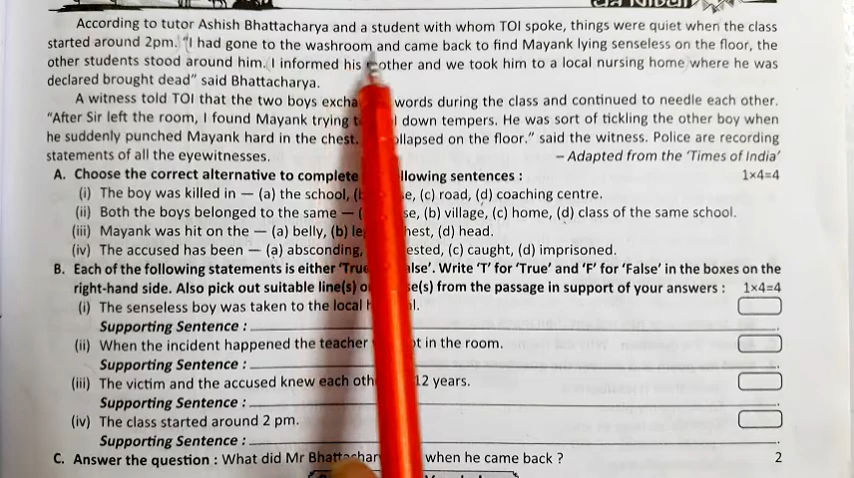 According to tutor Ashish Bhattacharya and a student with whom TOI spoke, things were quiet when the class
started around 2pm. “I had gone to the washroom and came back to find Mayank lying senseless on the floor, the
other students stood around him. I informed his mother and we took him to a local nursing home where he was
declared brought dead” said Bhattacharya.
A witness told TOI that the two boys excha words during the class and continued to needle each other.
“After Sir left the room, I found Mayank trying t down tempers. He was sort of tickling the other boy when
he suddenly punched Mayank hard in the chest. ollapsed on the floor.” said the witness. Police are recording
statements of all the eyewitnesses. – Adapted from the ‘Times of India’
A. Choose the correct alternative to complete llowing sentences : 1×4=4
(i) The boy was killed in — (a) the school, (b e, (c) road, (d) coaching centre.
(ii) Both the boys belonged to the same — ( se, (b) village, (c) home, (d) class of the same school.
(iii) Mayank was hit on the — (a) belly, (b) le hest, (d) head.
(iv) The accused has been — (a) absconding, ested, (c) caught, (d) imprisoned.
B. Each of the following statements is either ‘True alse’. Write ‘T’ for ‘True’ and ‘F’ for ‘False’ in the boxes on the
right-hand side. Also pick out suitable line(s) o se(s) from the passage in support of your answers : 1×4=4
(i) The senseless boy was taken to the local h l.
Supporting Sentence :
(ii) When the incident happened the teacher ot in the room.
Supporting Sentence :
(iii) The victim and the accused knew each oth 12 years.
Supporting Sentence :
(iv) The class started around 2 pm.
Supporting Sentence :
C. Answer the question : What did Mr Bhattachar when he came back ? 2